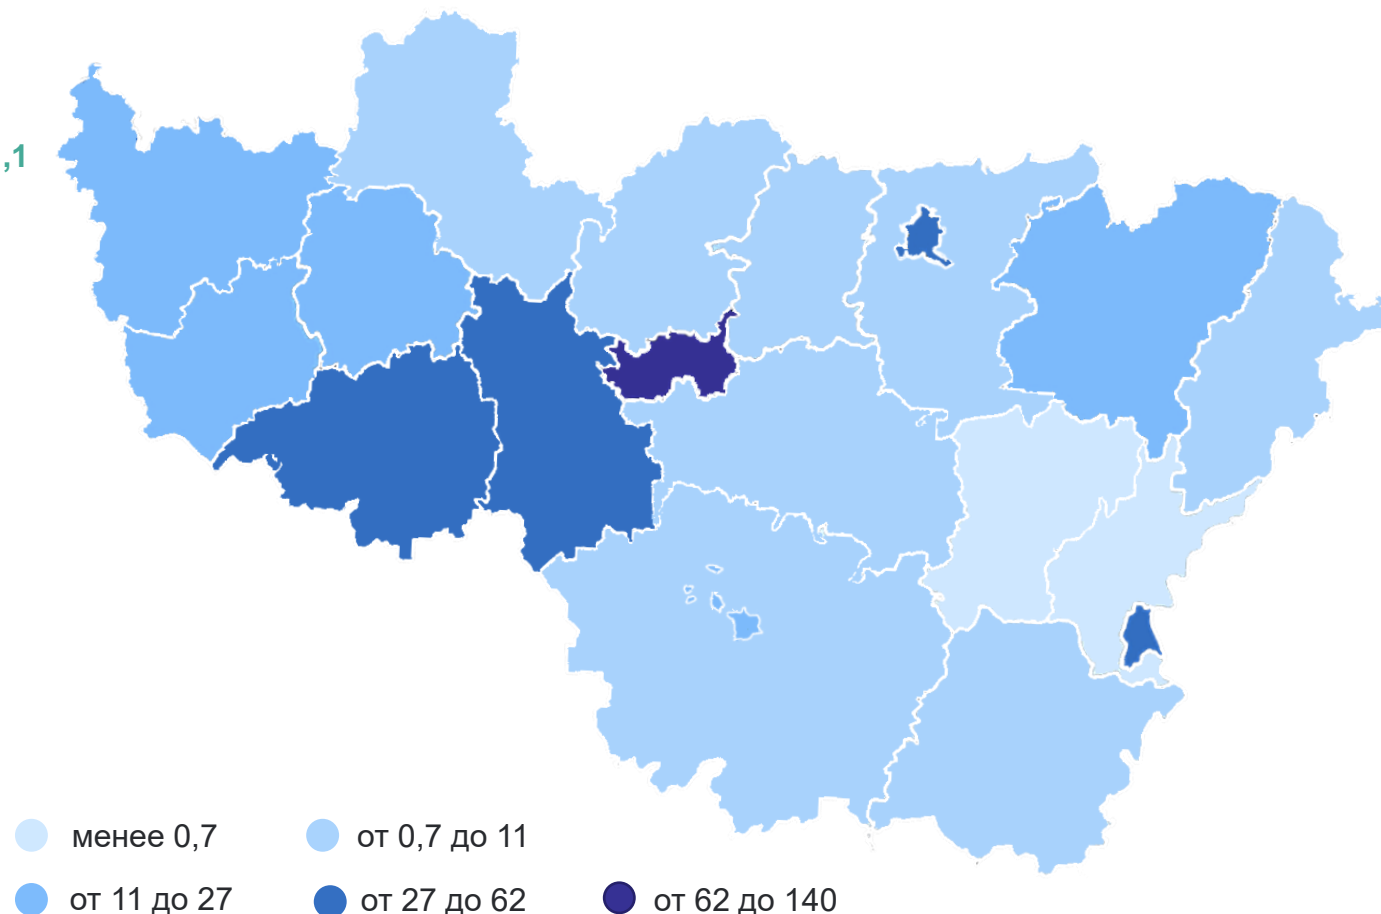 ,1
менее 0,7
от 0,7 до 11
от 11 до 27
от 27 до 62
от 62 до 140